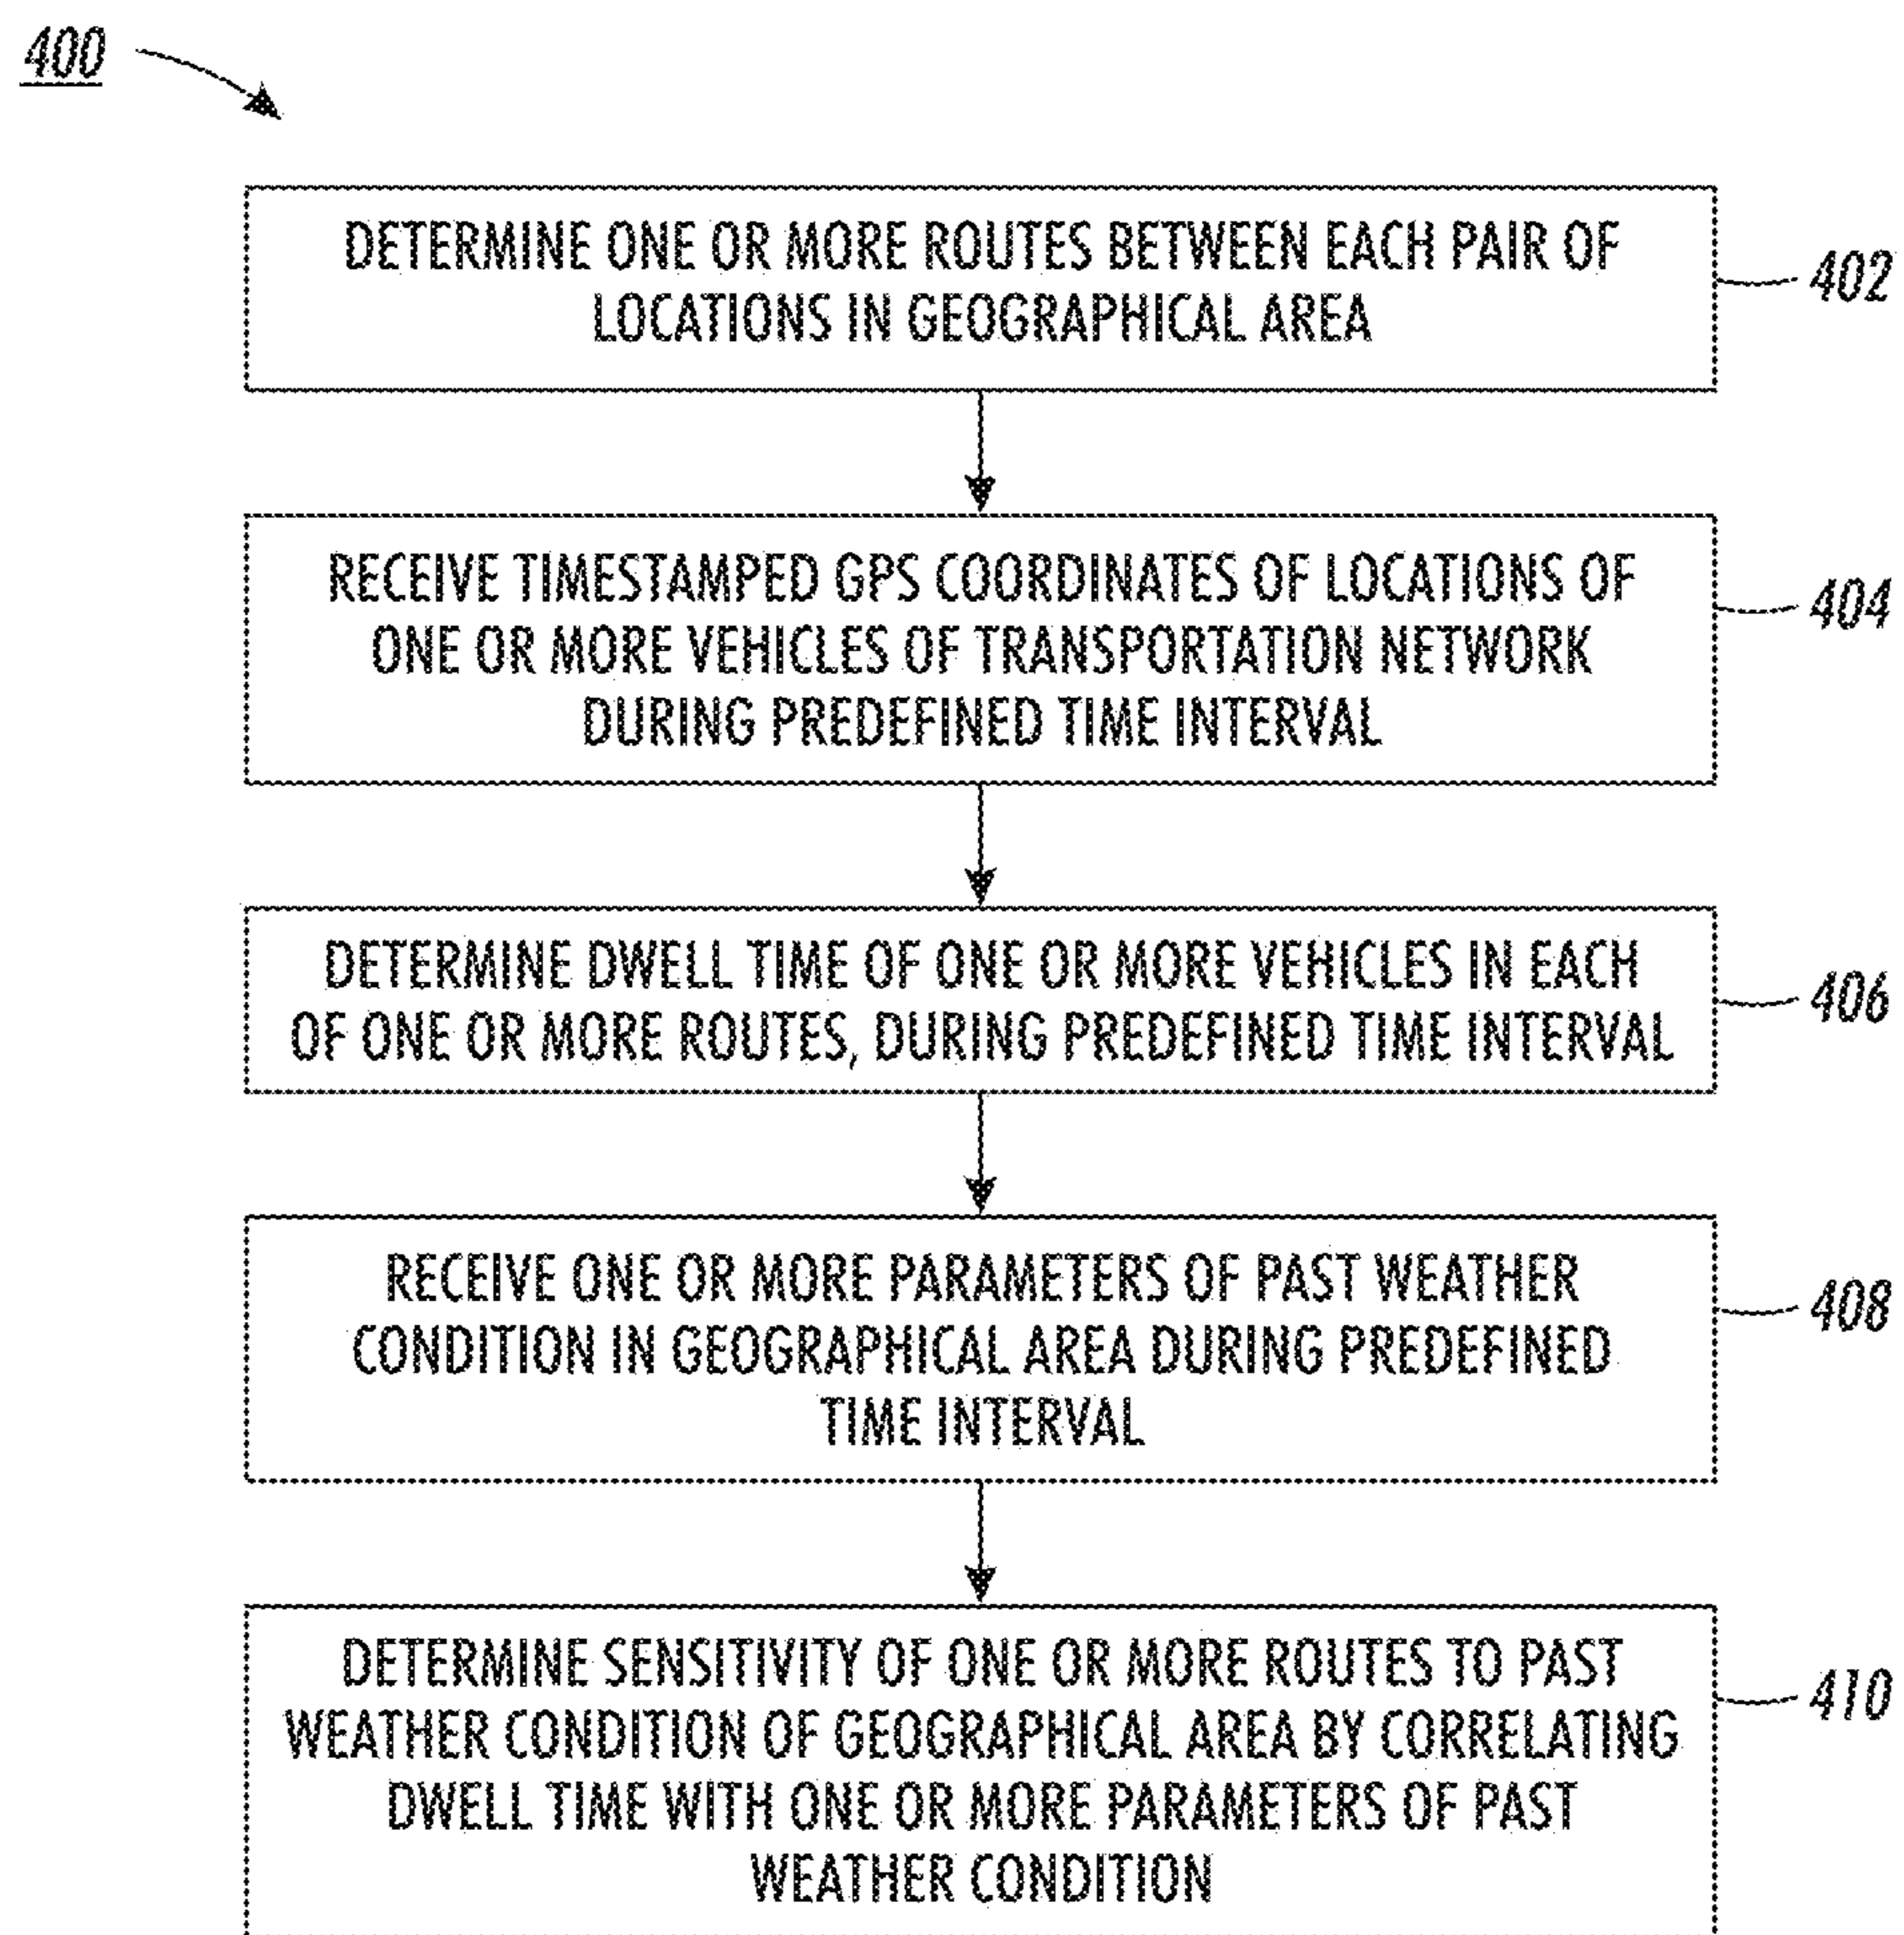 400
DETERMINE ONE OR MORE ROUTES BETWEEN EACH PAIR OF
LOCATIONS IN GEOGRAPHICAL AREA
402
RECEIVE TIMESTAMPED GPS COORDINATES OF LOCATIONS OF
ONE OR MORE VEHICLES OF TRANSPORTATION NETWORK
DURING PREDEFINED TIME INTERVAL
404
DETERMINE DWELL TIME OF ONE OR MORE VEHICLES IN EACH
OF ONE OR MORE ROUTES, DURING PREDEFINED TIME INTERVAL
406
RECEIVE ONE OR MORE PARAMETERS OF PAST WEATHER
CONDITION IN GEOGRAPHICAL AREA DURING PREDEFINED
TIME INTERVAL
408
DETERMINE SENSITIVITY OF ONE OR MORE ROUTES TO PAST
WEATHER CONDITION OF GEOGRAPHICAL AREA BY CORRELATING
DWELL TIME WITH ONE OR MORE PARAMETERS OF PAST
WEATHER CONDITION
410